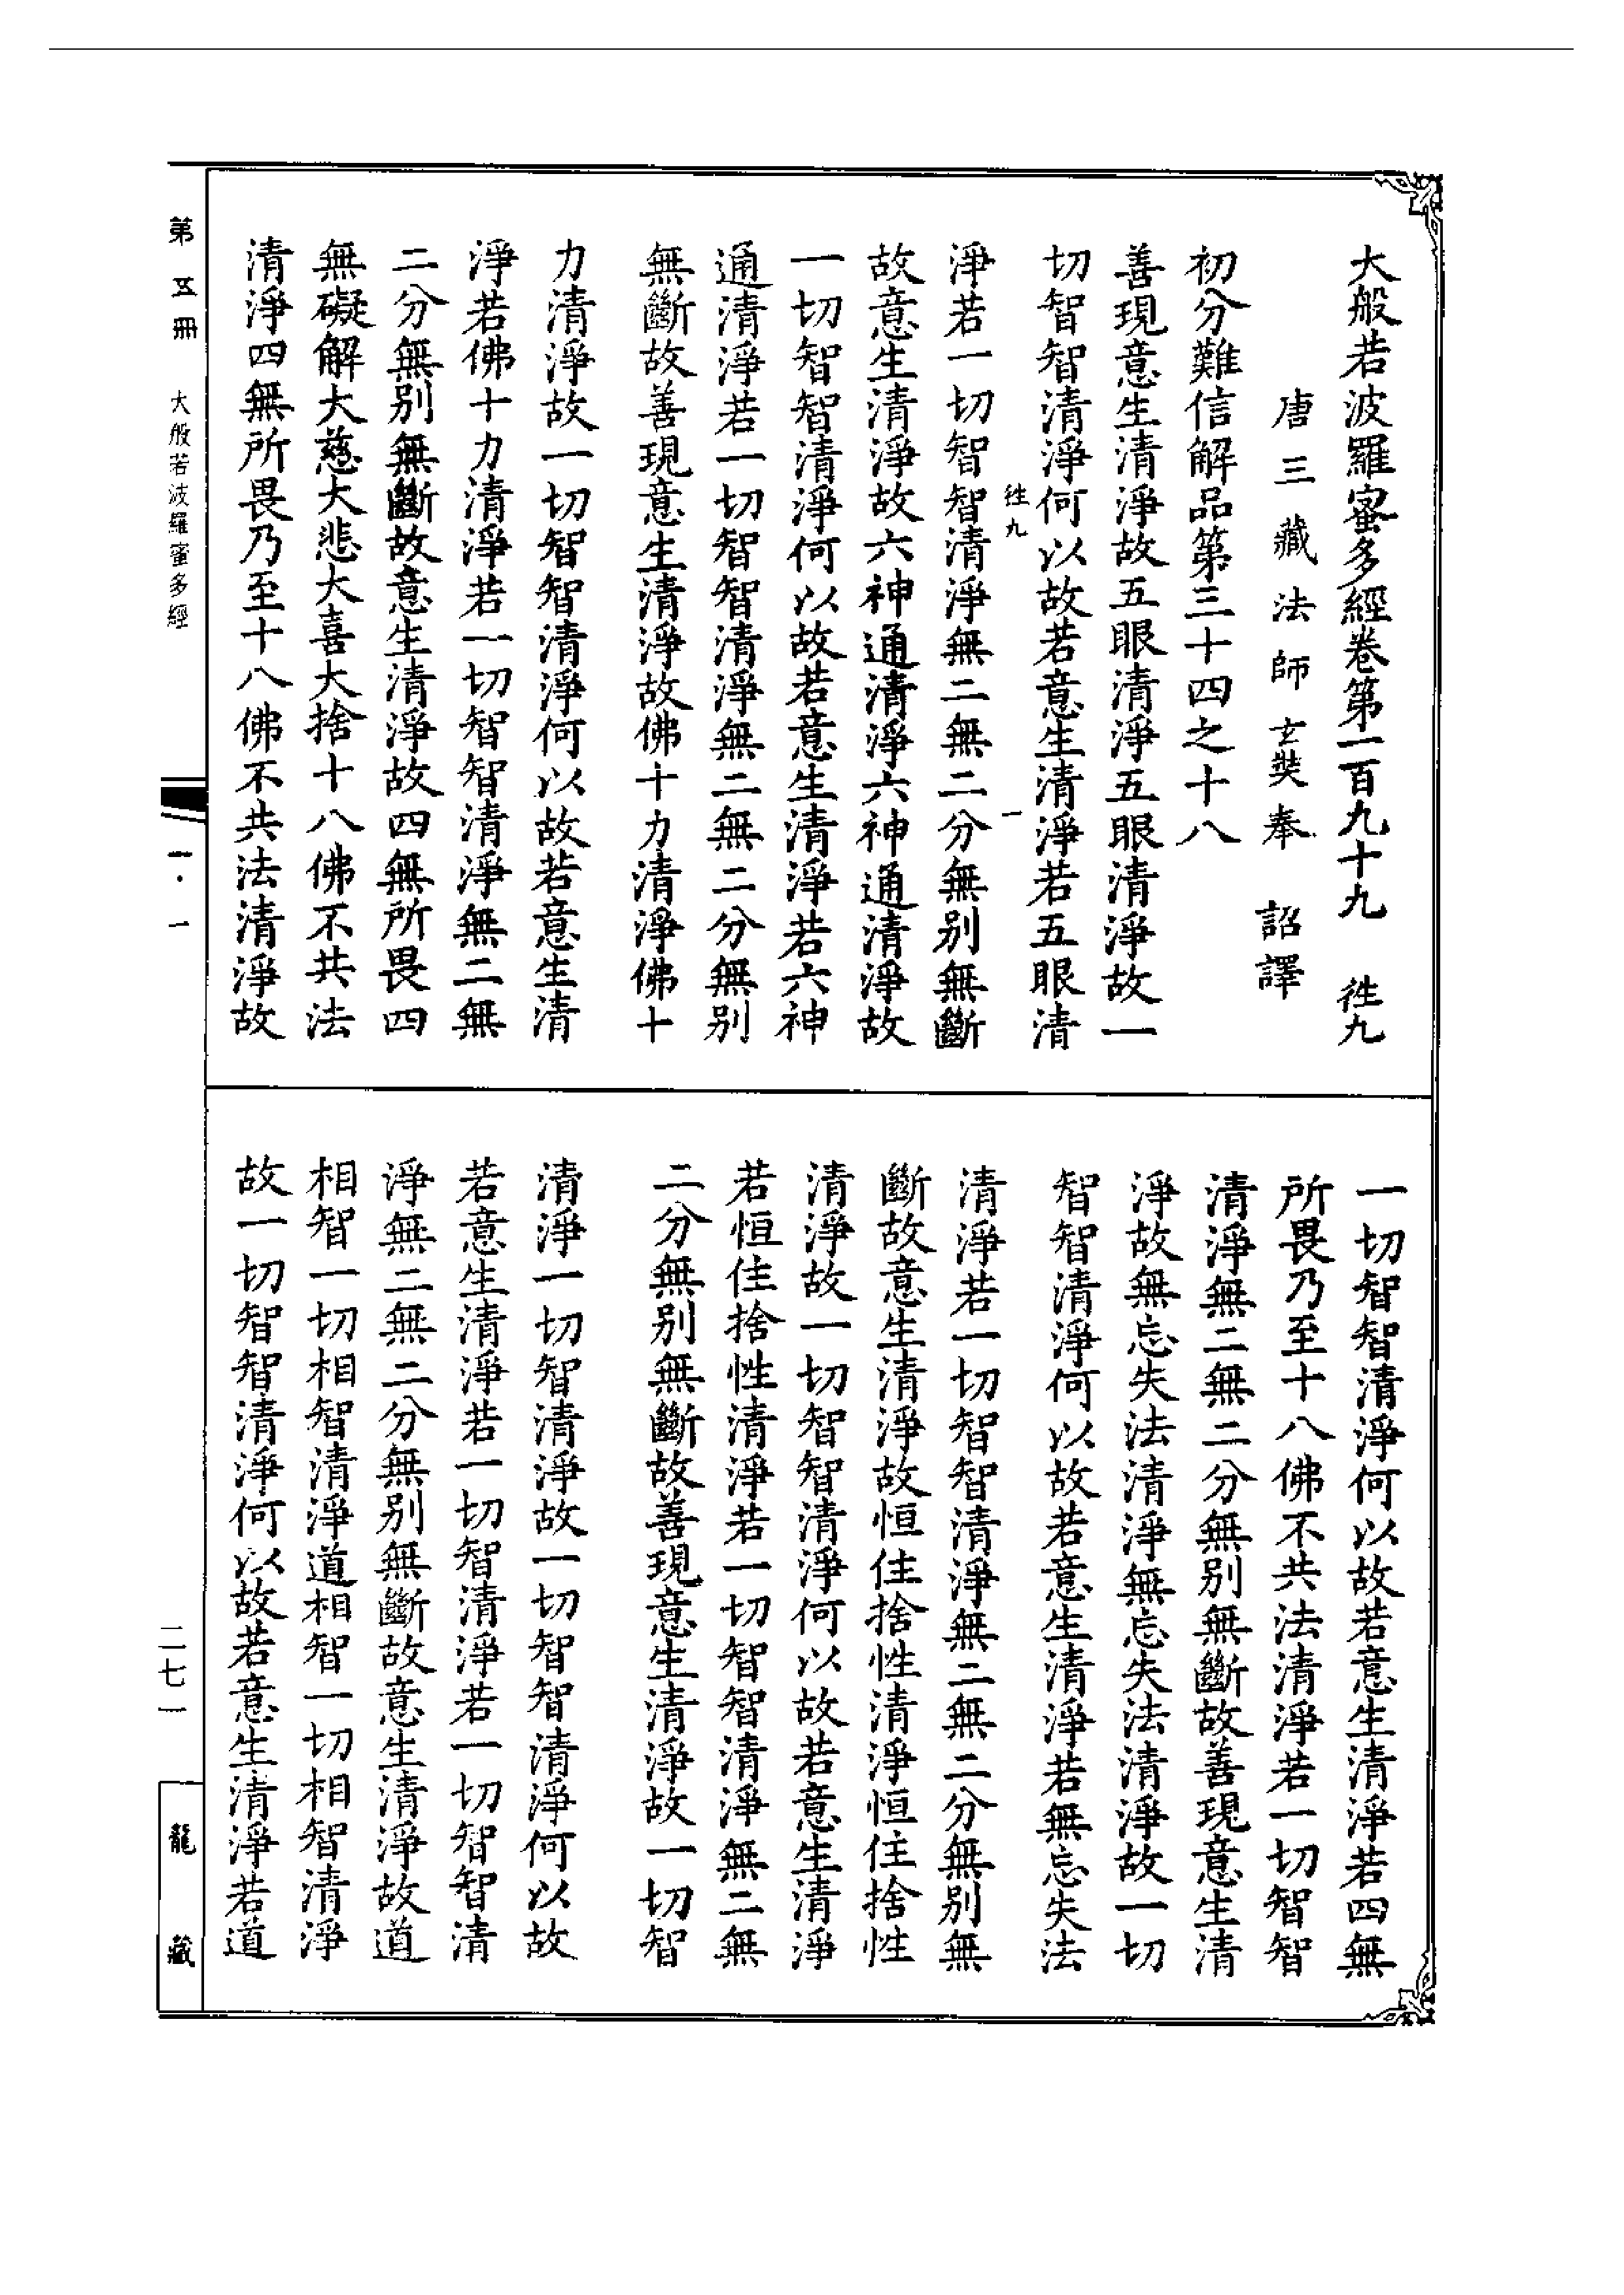 大般若波羅蜜多經卷第一百九十九　往九
唐三藏法師玄奘奉　詔譯
初分難信解品第三十四之十八
善現意生清淨故五眼清淨五眼清淨故一
切智智清淨何以故若意生清淨若五眼清
往九　一
淨若一切智智清淨無二無二分無別無斷
故意生清淨故六神通清淨六神通清淨故
一切智智清淨何以故若意生清淨若六神
通清淨若一切智智清淨無二無二分無別
無斷故善現意生清淨故佛十力清淨佛十
力清淨故一切智智清淨何以故若意生清
淨若佛十力清淨若一切智智清淨無二無
二分無別無斷故意生清淨故四無所畏四
無礙解大慈大悲大喜大捨十八佛不共法
清淨四無所畏乃至十八佛不共法清淨故
一切智智清淨何以故若意生清淨若四無
所畏乃至十八佛不共法清淨若一切智智
清淨無二無二分無別無斷故善現意生清
淨故無忘失法清淨無忘失法清淨故一切
智智清淨何以故若意生清淨若無忘失法
清淨若一切智智清淨無二無二分無別無
斷故意生清淨故恒住捨性清淨恒住捨性
清淨故一切智智清淨何以故若意生清淨
若恒住捨性清淨若一切智智清淨無二無
二分無別無斷故善現意生清淨故一切智
清淨一切智清淨故一切智智清淨何以故
若意生清淨若一切智清淨若一切智智清
淨無二無二分無別無斷故意生清淨故道
相智一切相智清淨道相智一切相智清淨
故一切智智清淨何以故若意生清淨若道
第五冊　大般若波羅蜜多經　一·一　二七一　龍藏